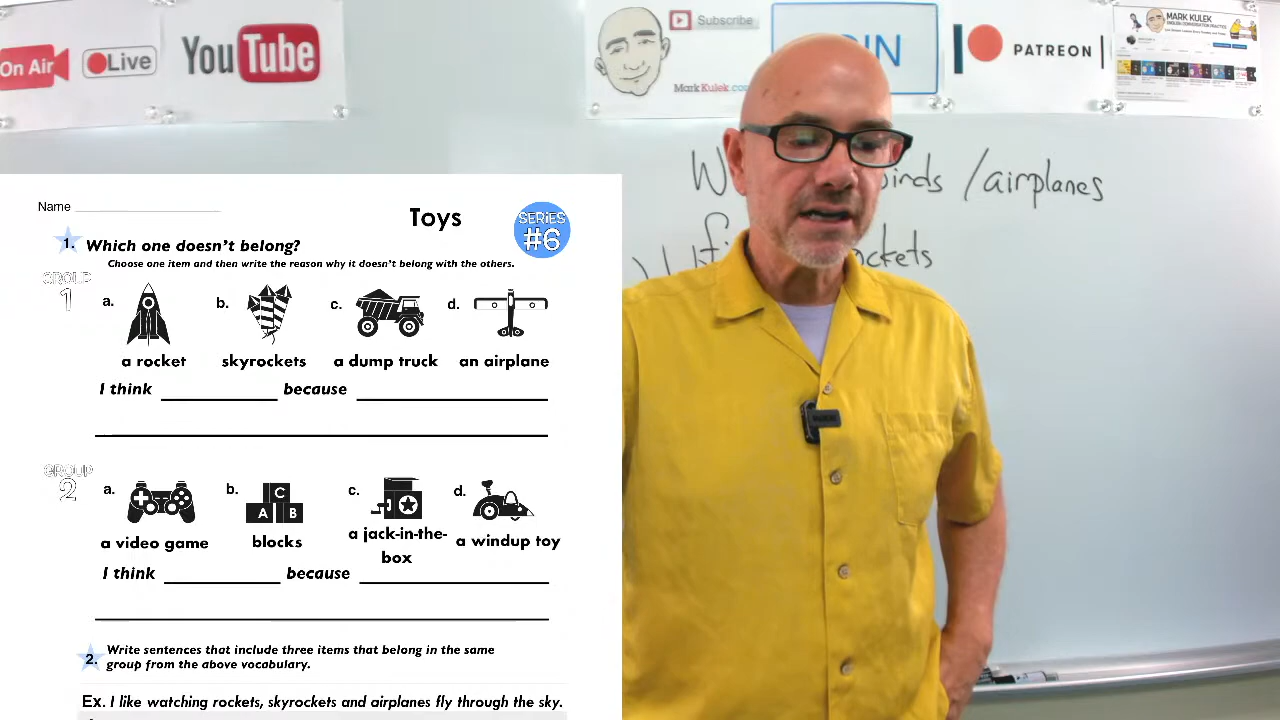 On Air
Live
YouTube
Subscribe
MarkKulek.co
IN
PATREON
MARK KULEK
birds / airplanes
Name
Toys
SERIES
#6
1. Which one doesn't belong?
Choose one item and then write the reason why it doesn't belong with the others.
GROUP
1
a. b. c. d.
a rocket skyrockets a dump truck an airplane
I think because
GROUP
2
a. b. c. d.
C
A B
a video game blocks a jack-in-the-box a windup toy
I think because
2. Write sentences that include three items that belong in the same
group from the above vocabulary.
Ex. I like watching rockets, skyrockets and airplanes fly through the sky.